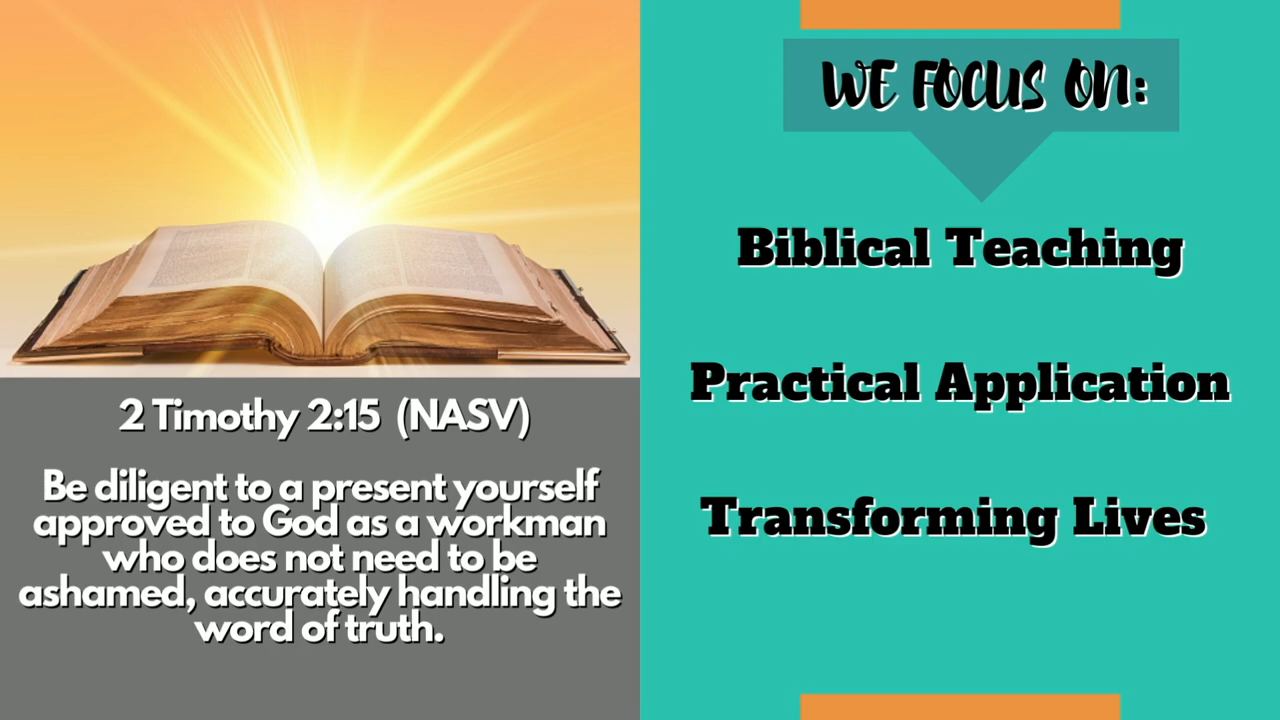 2 Timothy 2:15 (NASV)
Be diligent to a present yourself
approved to God as a workman
who does not need to be
ashamed, accurately handling the
word of truth.
WE FOCUS ON:
Biblical Teaching
Practical Application
Transforming Lives